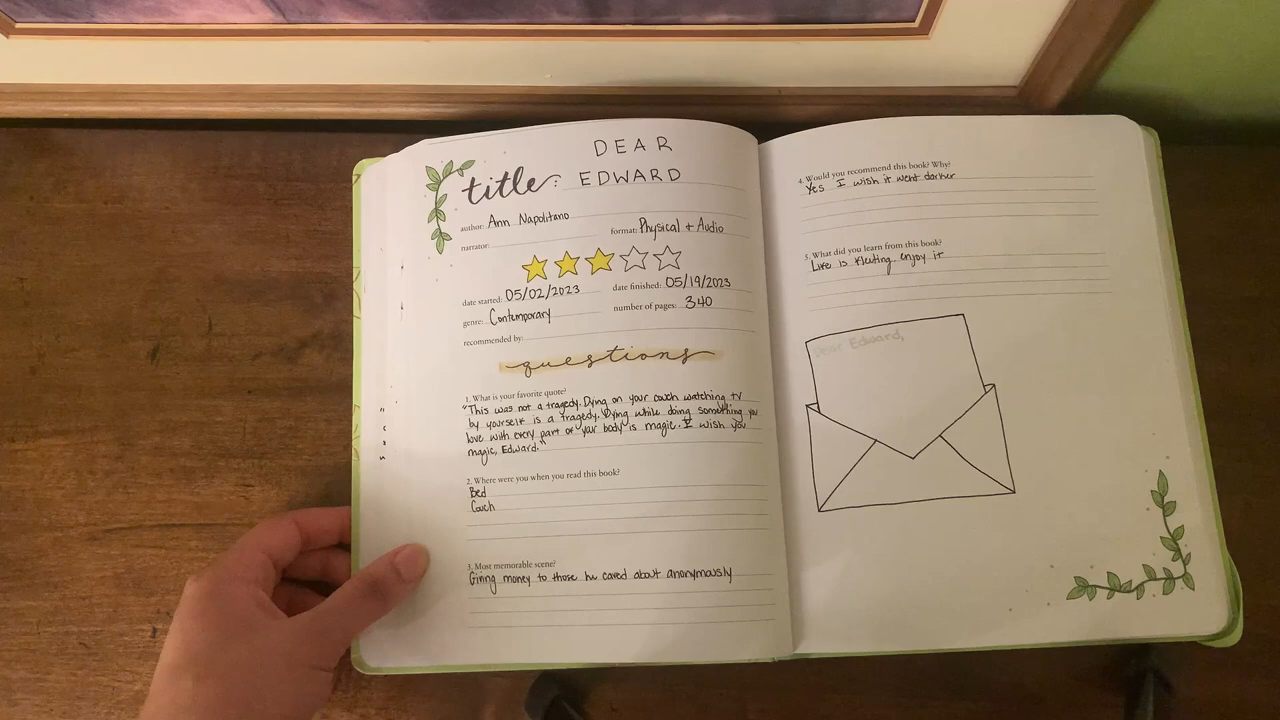 DEAR
title: EDWARD
author: Ann Napolitano
narrator:
format: Physical + Audio
date started: 05/02/2023
date finished: 05/19/2023
genre: Contemporary
number of pages: 340
recommended by:
questions
1. What is your favorite quote?
"This was not a tragedy. Dying on your couch watching TV
by yourself is a tragedy. Dying while doing something you
love with every part of your body is magic. I wish you
magic, Edward."
2. Where were you when you read this book?
Bed
Couch
3. Most memorable scene?
Giving money to those he cared about anonymously
4. Would you recommend this book? Why?
Yes I wish it went darker
5. What did you learn from this book?
Life is fleeting, enjoy it
Dear Edward,